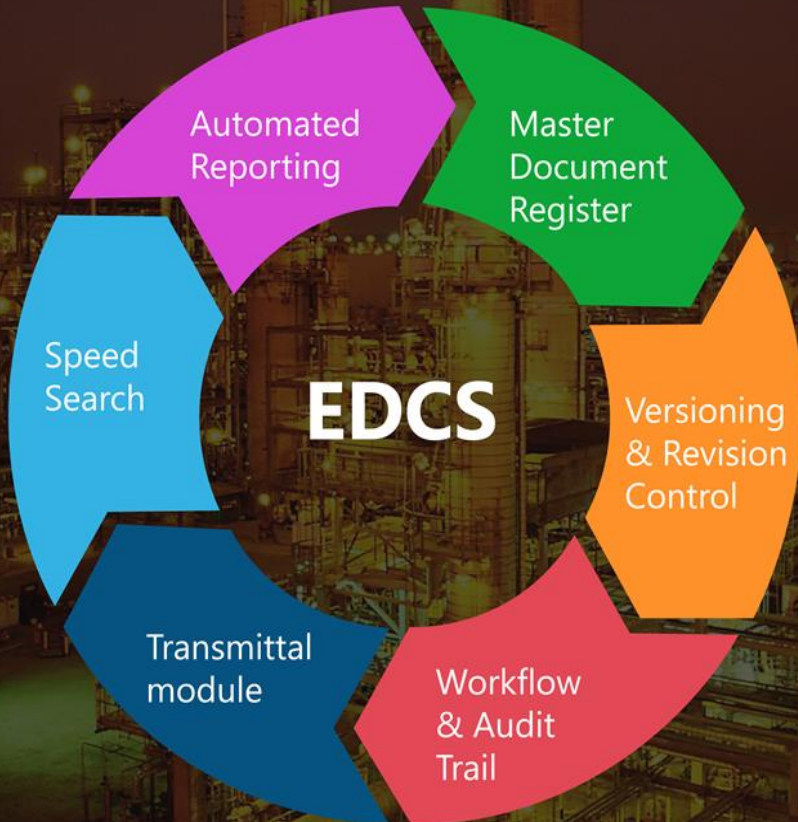 Automated
Reporting
Master
Document
Register
Speed
Search
EDCS
Versioning
& Revision
Control
Transmittal
module
Workflow
& Audit
Trail